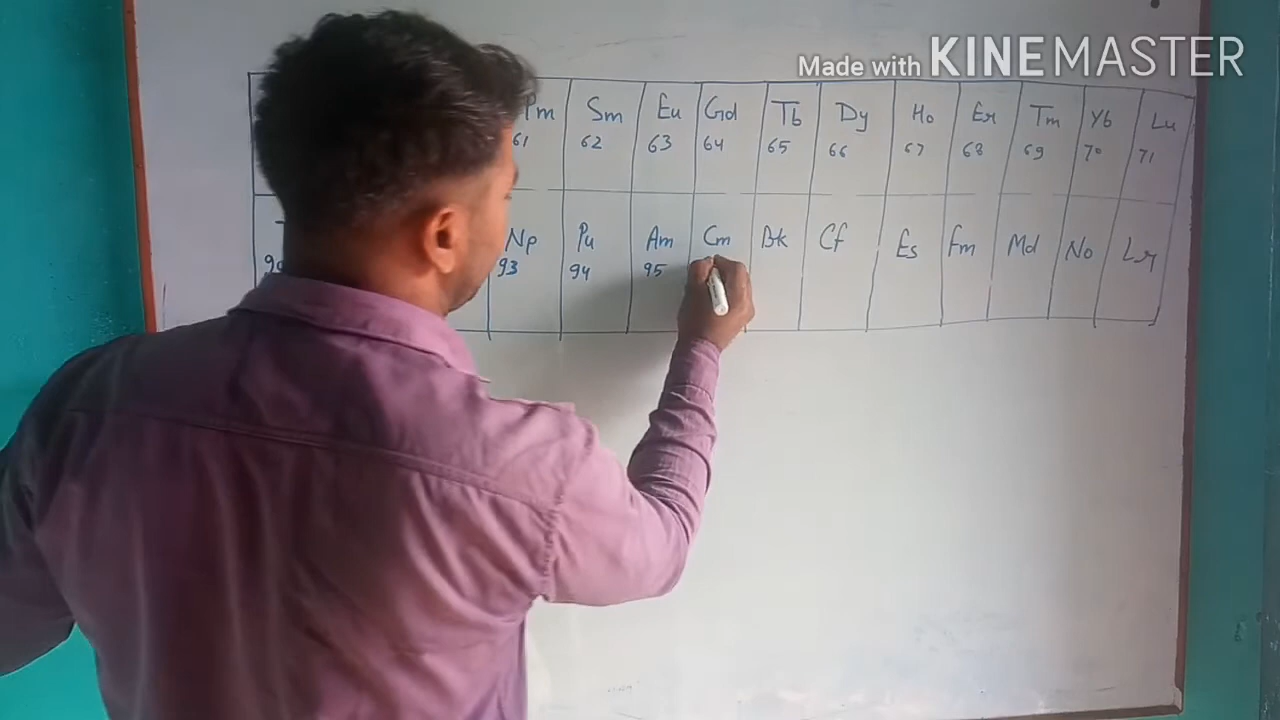 Made with KINEMASTER
Pm Sm Eu Gd Tb Dy Ho Er Tm Yb Lu
61 62 63 64 65 66 67 68 69 70 71
Np Pu Am Cm Bk Cf Es Fm Md No Lr
93 94 95